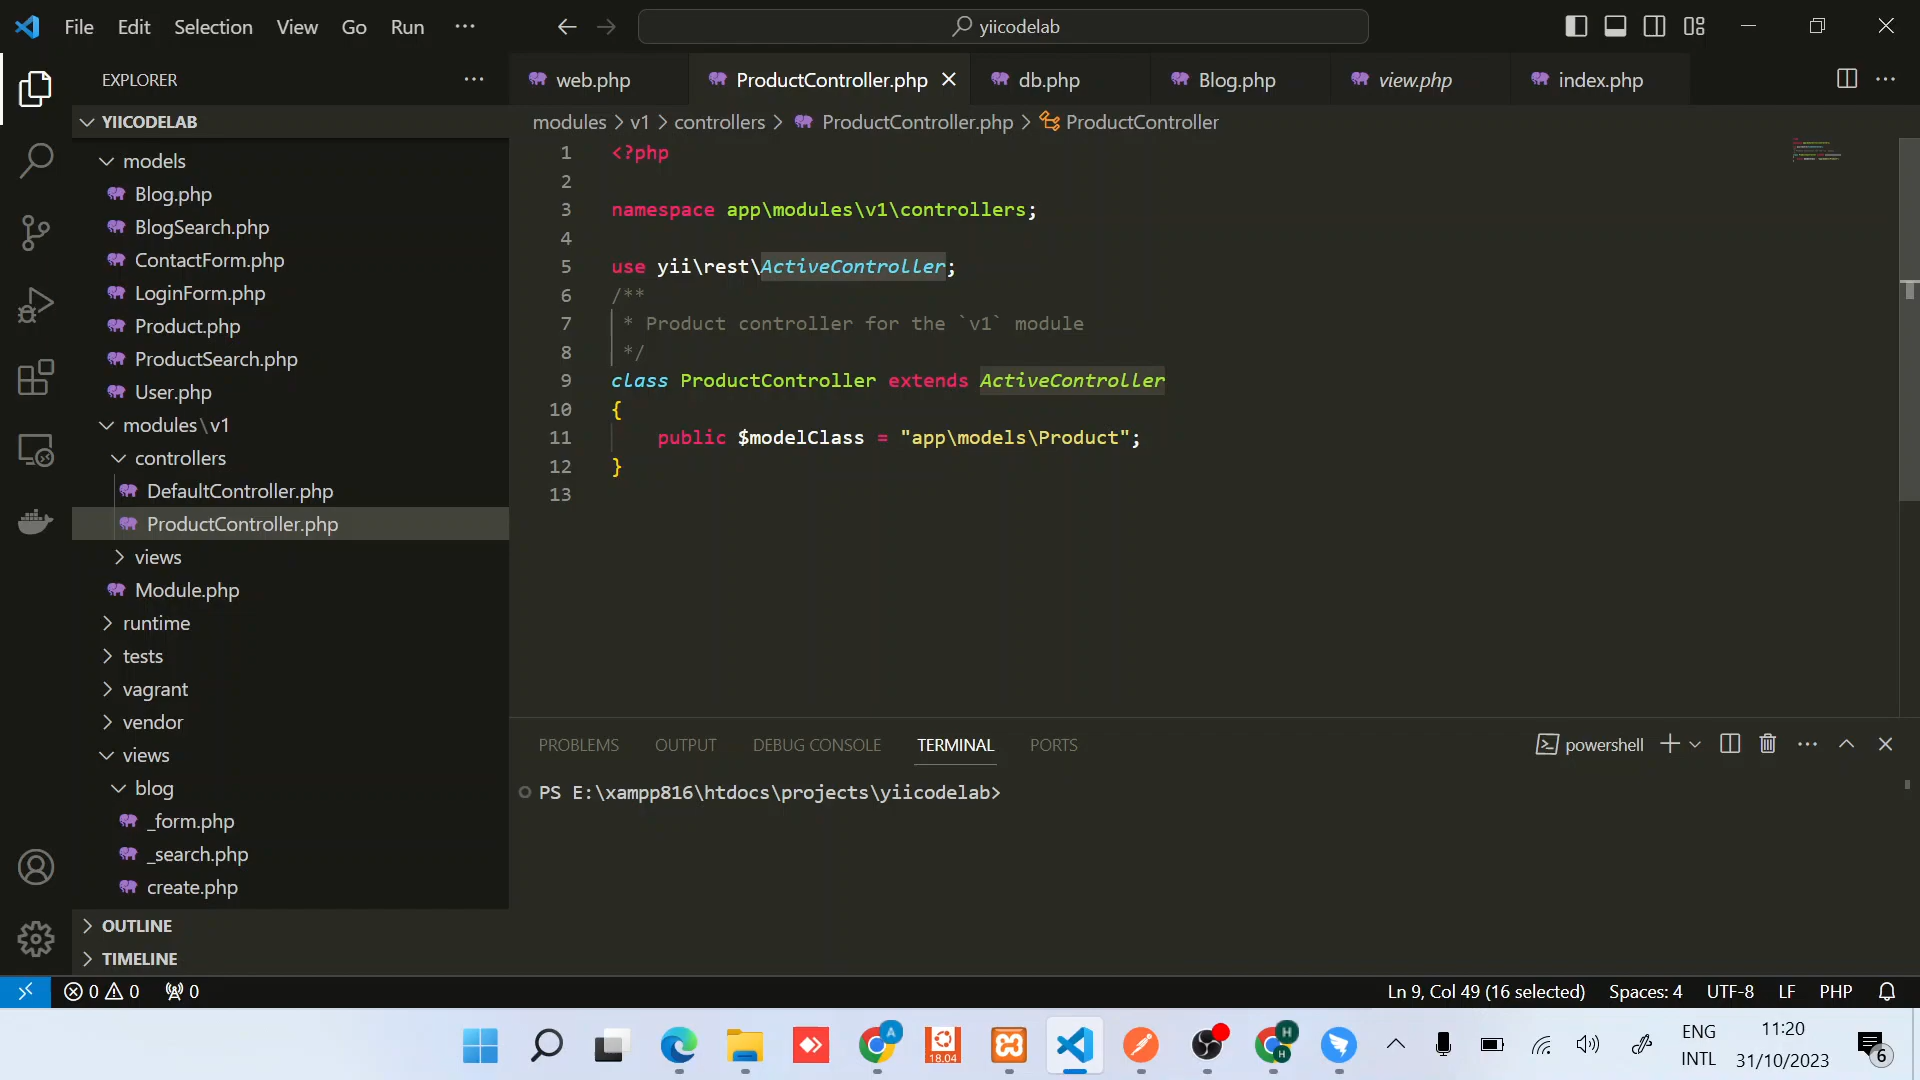 File Edit Selection View Go Run ···
yiicodelab
EXPLORER
YIICODELAB
models
Blog.php
BlogSearch.php
ContactForm.php
LoginForm.php
Product.php
ProductSearch.php
User.php
modules\v1
controllers
DefaultController.php
ProductController.php
views
Module.php
runtime
tests
vagrant
vendor
views
blog
_form.php
_search.php
create.php
OUTLINE
TIMELINE
web.php ProductController.php db.php Blog.php view.php index.php
modules > v1 > controllers > ProductController.php > ProductController
1 <?php
2
3 namespace app\modules\v1\controllers;
4
5 use yii\rest\ActiveController;
6 /**
7 * Product controller for the `v1` module
8 */
9 class ProductController extends ActiveController
10 {
11 public $modelClass = "app\models\Product";
12 }
13
PROBLEMS OUTPUT DEBUG CONSOLE TERMINAL PORTS powershell
PS E:\xampp816\htdocs\projects\yiicodelab>
0 0 0 Ln 9, Col 49 (16 selected) Spaces: 4 UTF-8 LF PHP
A
18.04
H
H
ENG
INTL
11:20
31/10/2023
6